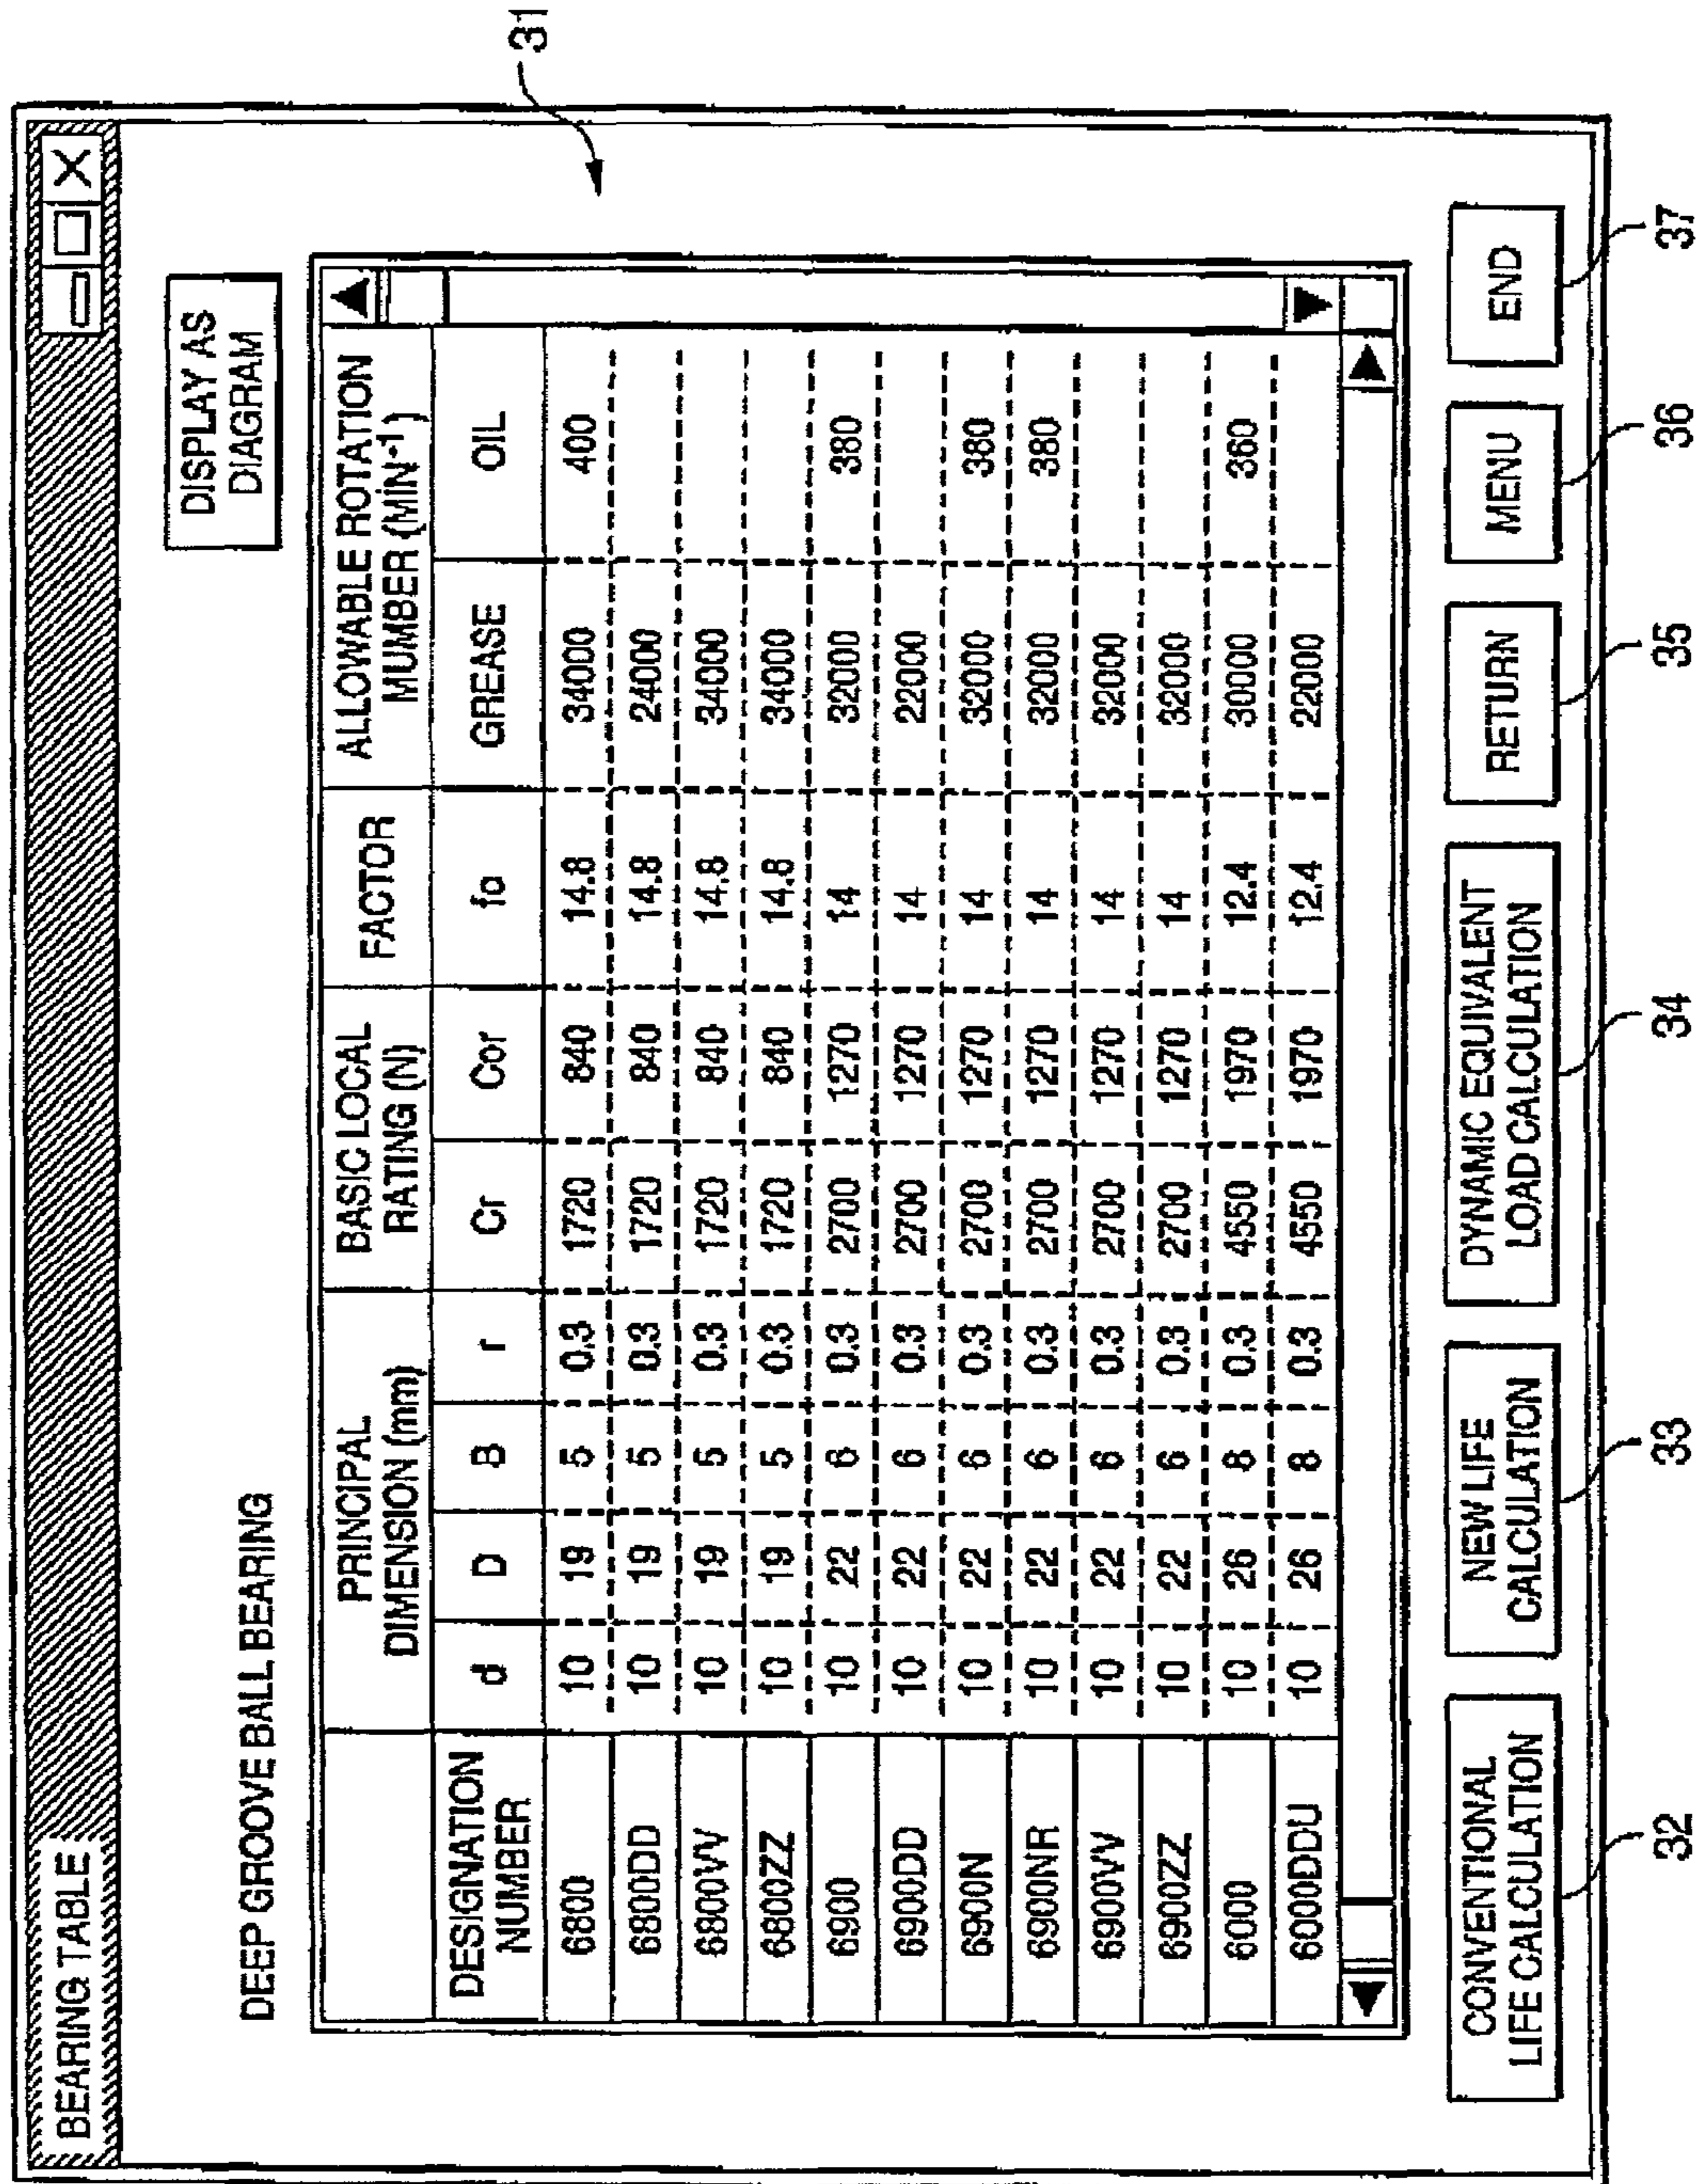 BEARING TABLE
DISPLAY AS
DIAGRAM
DEEP GROOVE BALL BEARING
31
PRINCIPAL DIMENSION (mm) BASIC LOCAL RATING (N) FACTOR ALLOWABLE ROTATION MUMBER (MIN-1)
DESIGNATION NUMBER d D B r Cr Cor fo GREASE OIL
6800 10 19 5 0.3 1720 840 14.8 34000 400
6800DD 10 19 5 0.3 1720 840 14.8 24000
6800VV 10 19 5 0.3 1720 840 14.8 34000
6800ZZ 10 19 5 0.3 1720 840 14.8 34000
6900 10 22 6 0.3 2700 1270 14 32000 380
6900DD 10 22 6 0.3 2700 1270 14 22000
6900N 10 22 6 0.3 2700 1270 14 32000 380
6900NR 10 22 6 0.3 2700 1270 14 32000 380
6900VV 10 22 6 0.3 2700 1270 14 32000
6900ZZ 10 22 6 0.3 2700 1270 14 32000
6000 10 26 8 0.3 4550 1970 12.4 30000 360
6000DDU 10 26 8 0.3 4550 1970 12.4 22000
CONVENTIONAL
LIFE CALCULATION
NEW LIFE
CALCULATION
DYNAMIC EQUIVALENT
LOAD CALCULATION
RETURN
MENU
END
32 33 34 35 36 37